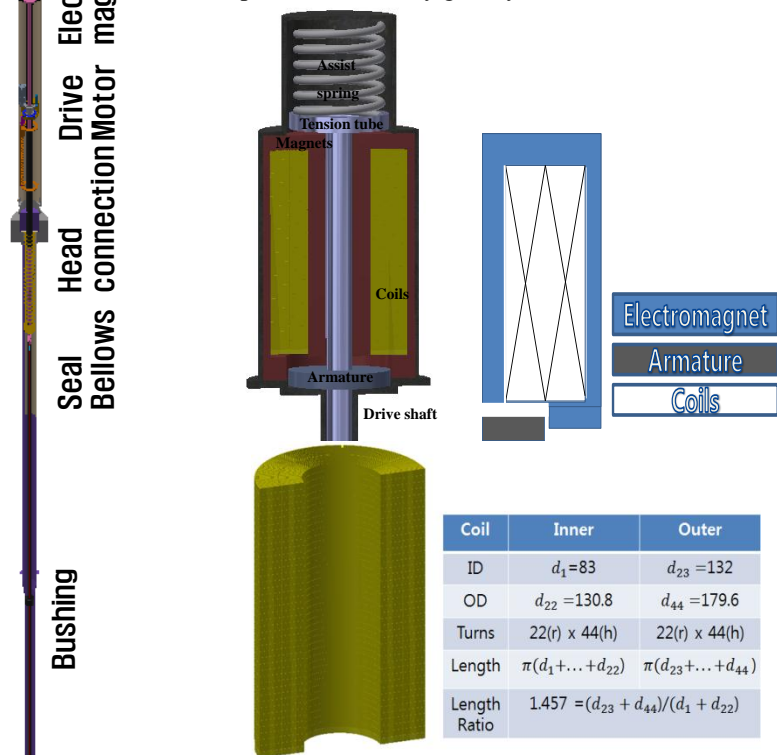 Elec
mag
Drive
Motor
Head
connection
Seal
Bellows
Bushing
Assist
spring
Tension tube
Magnets
Coils
Armature
Drive shaft
Electromagnet
Armature
Coils
Coil Inner Outer
ID d₁=83 d₂₃ =132
OD d₂₂ =130.8 d₄₄ =179.6
Turns 22(r) x 44(h) 22(r) x 44(h)
Length π(d₁+...+d₂₂) π(d₂₃+...+d₄₄)
Length
Ratio 1.457 =(d₂₃ + d₄₄)/(d₁ + d₂₂)